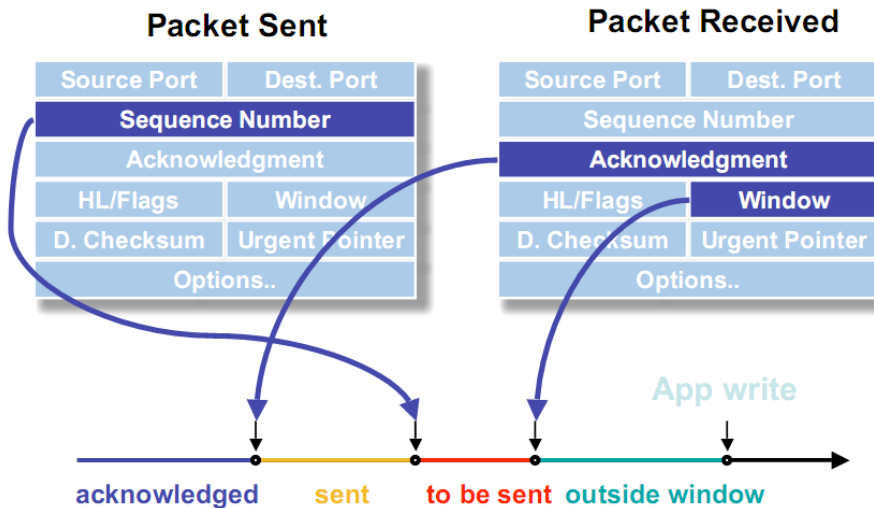 Packet Sent
Source Port Dest. Port
Sequence Number
Acknowledgment
HL/Flags Window
D. Checksum Urgent Pointer
Options..
Packet Received
Source Port Dest. Port
Sequence Number
Acknowledgment
HL/Flags Window
D. Checksum Urgent Pointer
Options..
App write
acknowledged sent to be sent outside window